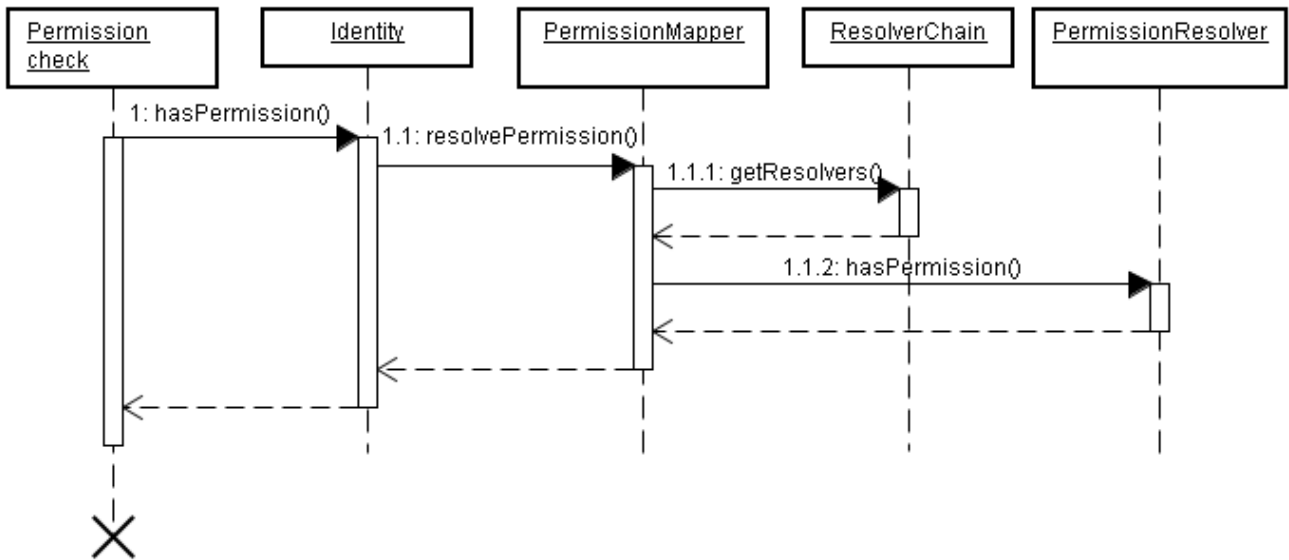 Permission
check
Identity
PermissionMapper
ResolverChain
PermissionResolver
1: hasPermission()
1.1: resolvePermission()
1.1.1: getResolvers()
1.1.2: hasPermission()